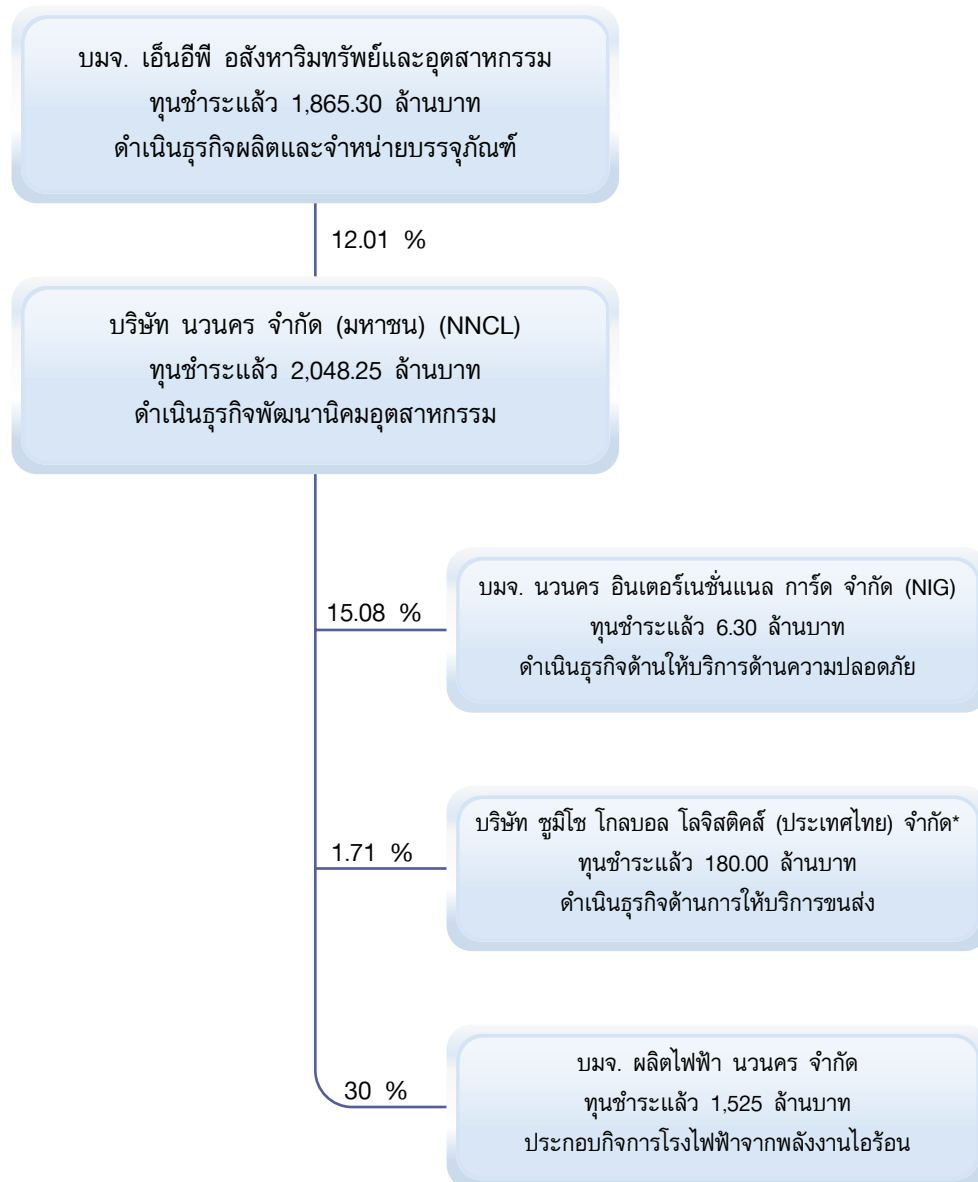 บมจ. เอ็นอีพี อสังหาริมทรัพย์และอุตสาหกรรม
ทุนชำระแล้ว 1,865.30 ล้านบาท
ดำเนินธุรกิจผลิตและจำหน่ายบรรจุภัณฑ์
12.01 %
บริษัท นวนคร จำกัด (มหาชน) (NNCL)
ทุนชำระแล้ว 2,048.25 ล้านบาท
ดำเนินธุรกิจพัฒนานิคมอุตสาหกรรม
15.08 %
บมจ. นวนคร อินเตอร์เนชั่นแนล การ์ด จำกัด (NIG)
ทุนชำระแล้ว 6.30 ล้านบาท
ดำเนินธุรกิจด้านให้บริการด้านความปลอดภัย
1.71 %
บริษัท ซูมิโช โกลบอล โลจิสติคส์ (ประเทศไทย) จำกัด*
ทุนชำระแล้ว 180.00 ล้านบาท
ดำเนินธุรกิจด้านการให้บริการขนส่ง
30 %
บมจ. ผลิตไฟฟ้า นวนคร จำกัด
ทุนชำระแล้ว 1,525 ล้านบาท
ประกอบกิจการโรงไฟฟ้าจากพลังงานไอร้อน